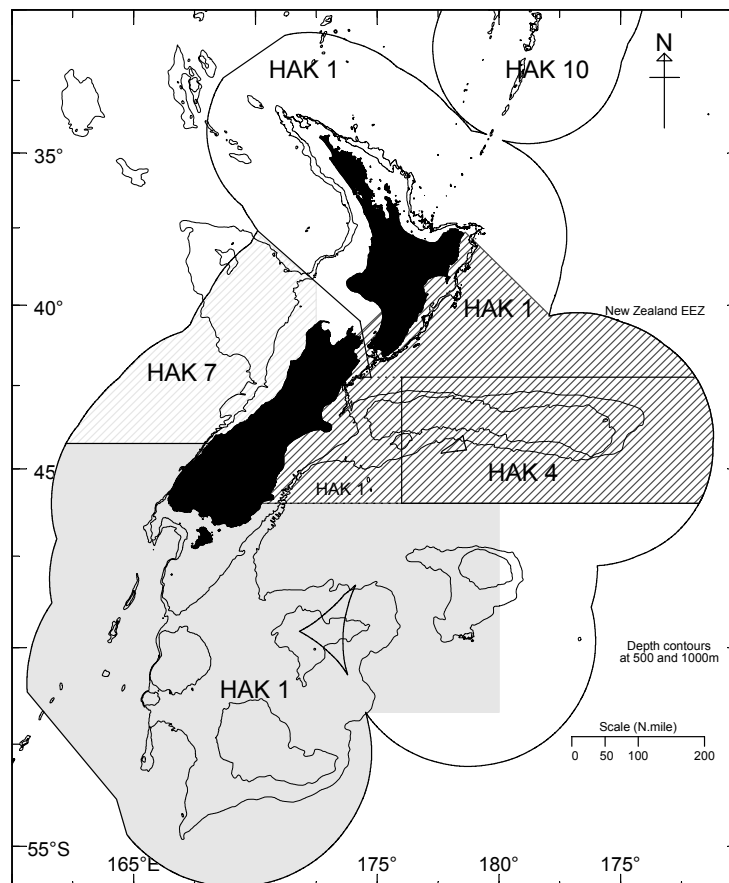 HAK 1
HAK 10
N
35°
40°
HAK 1
New Zealand EEZ
HAK 7
45°
HAK 4
HAK 1
Depth contours
at 500 and 1000m
HAK 1
Scale (N.mile)
0 50 100 200
55°S
165°E
175°
180°
175°